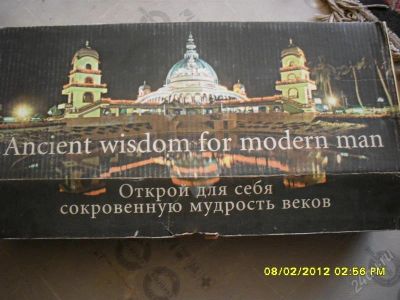 Ancient wisdom for modern man
Открой для себя
сокровенную мудрость веков
08/02/2012 02:56 PM